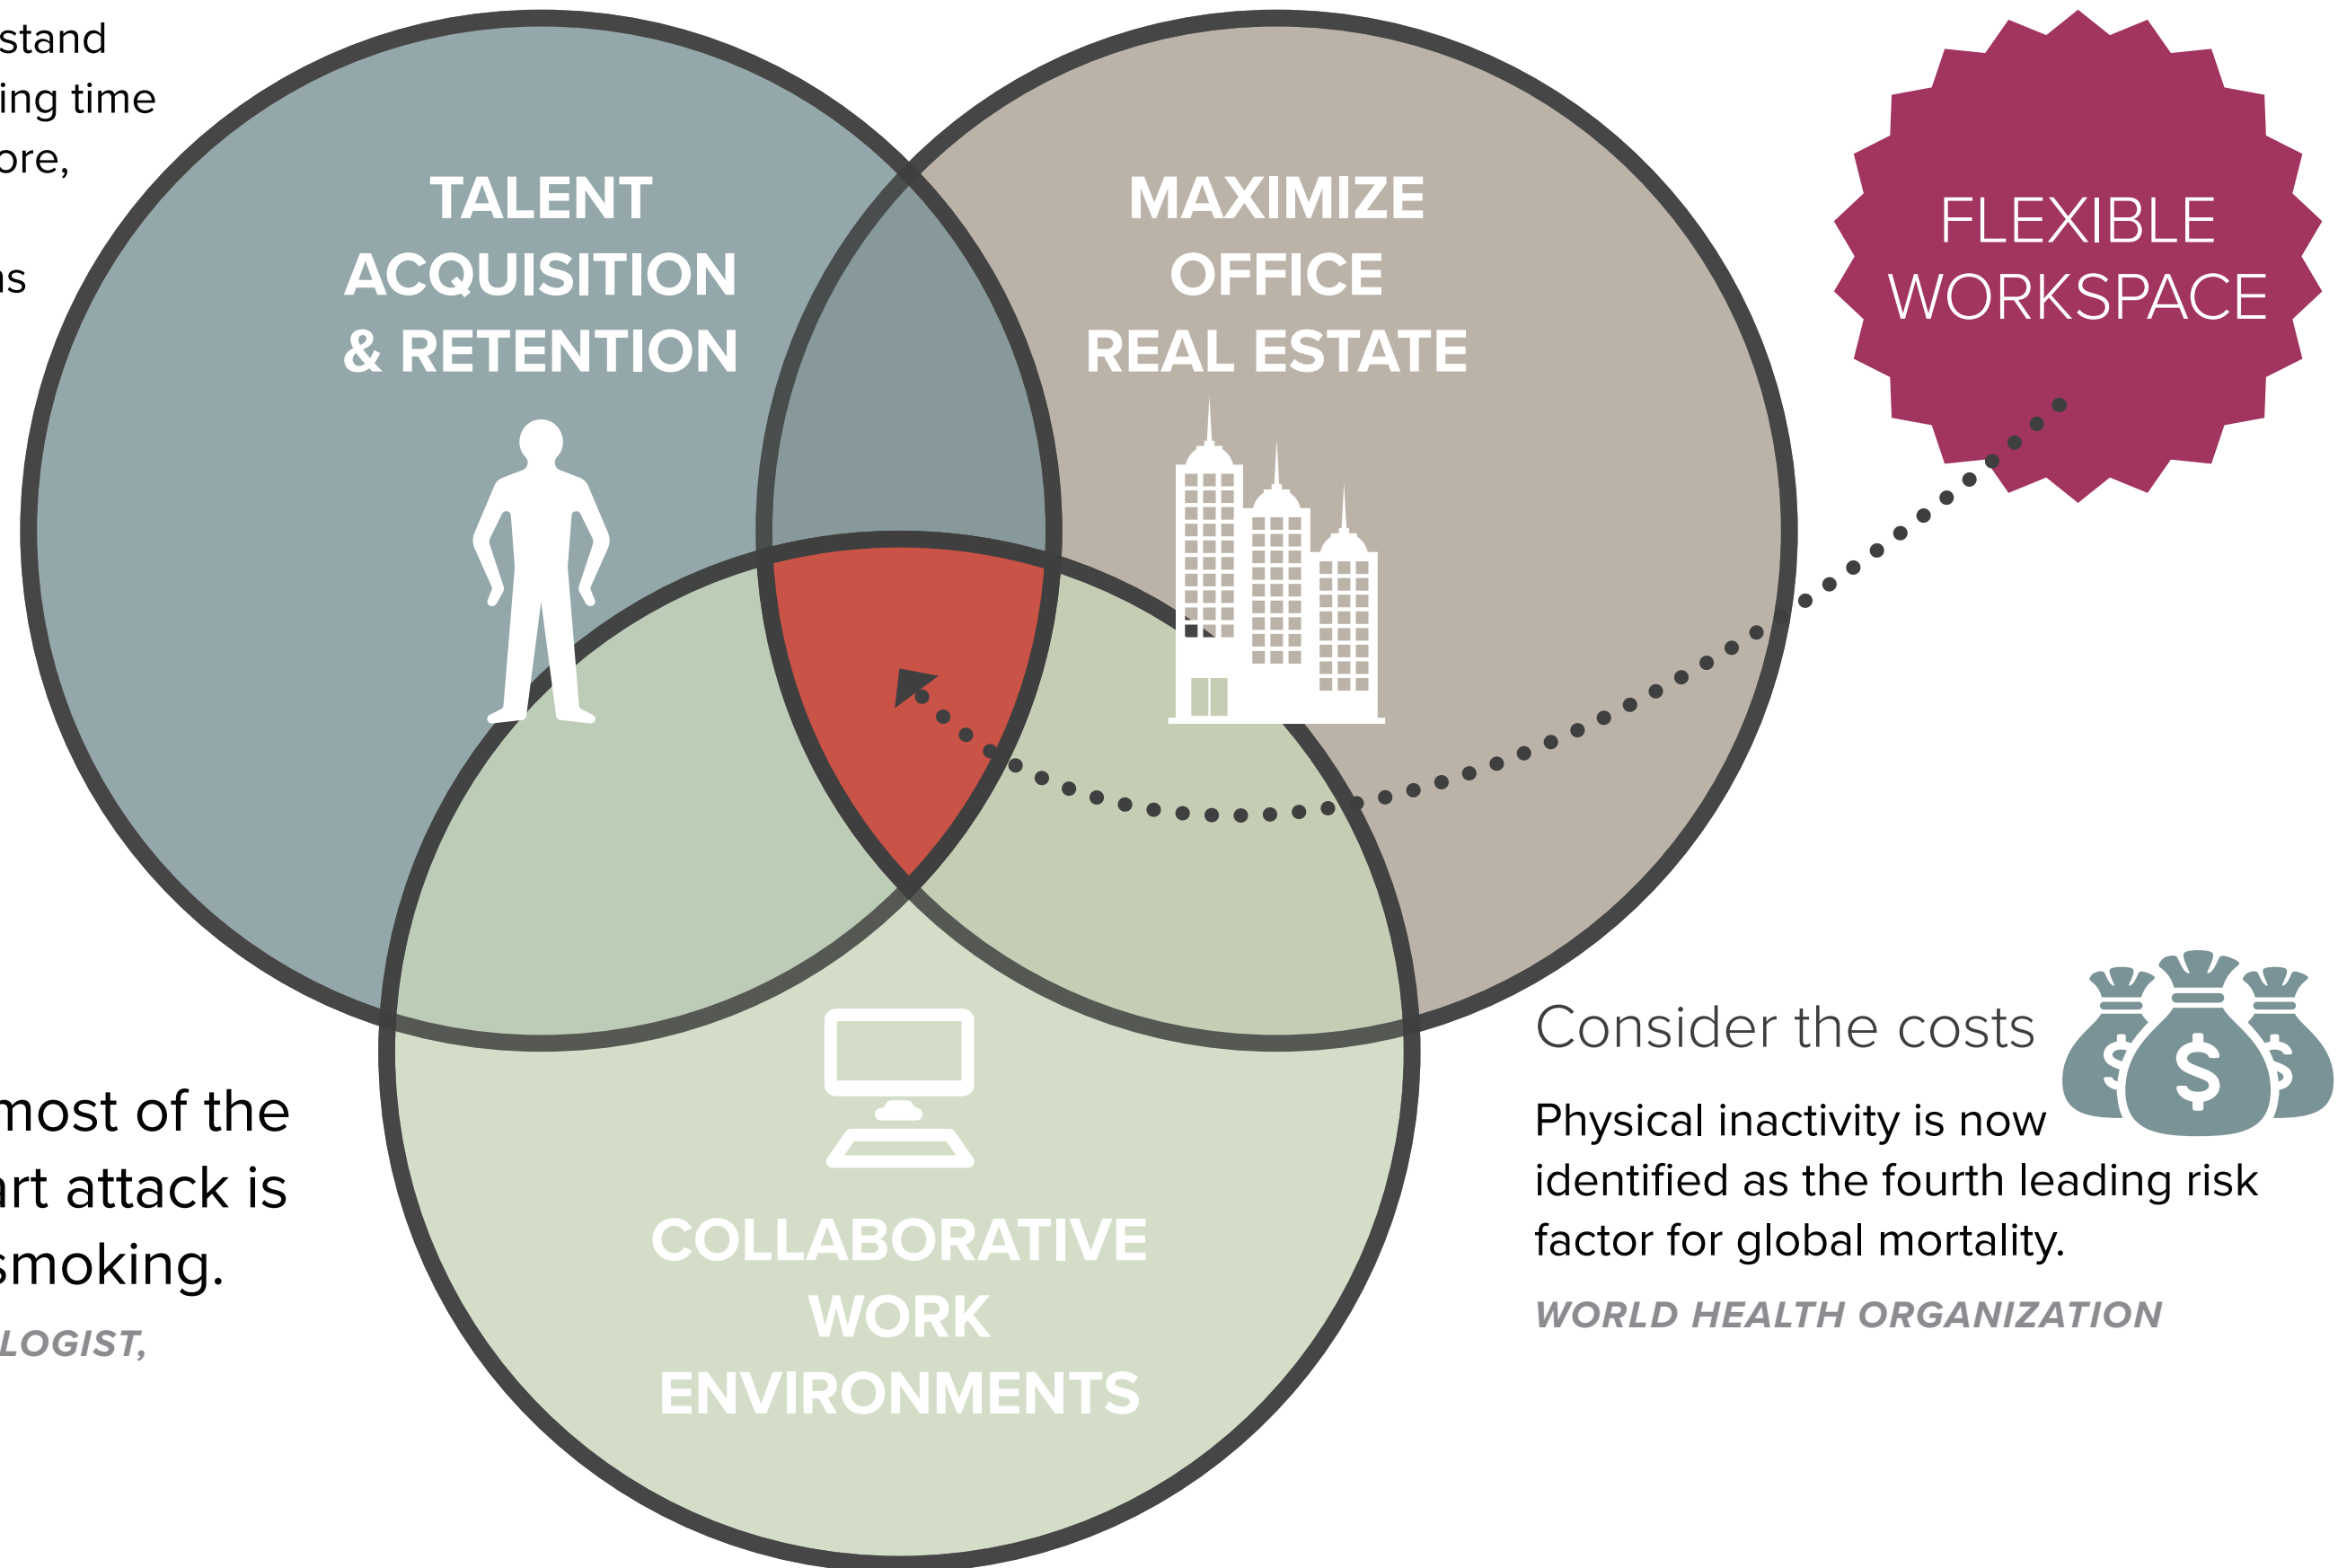 stand
ing time
ore,
ns
TALENT
ACQUISITION
& RETENTION
MAXIMIZE
OFFICE
REAL ESTATE
FLEXIBLE
WORKSPACE
most of the
art attack is
smoking.
LOGIST,
COLLABORATIVE
WORK
ENVIRONMENTS
Consider the costs
$
Physical inactivity is now
identified as the fourth leading risk
factor for global mortality.
WORLD HEALTH ORGANIZATION